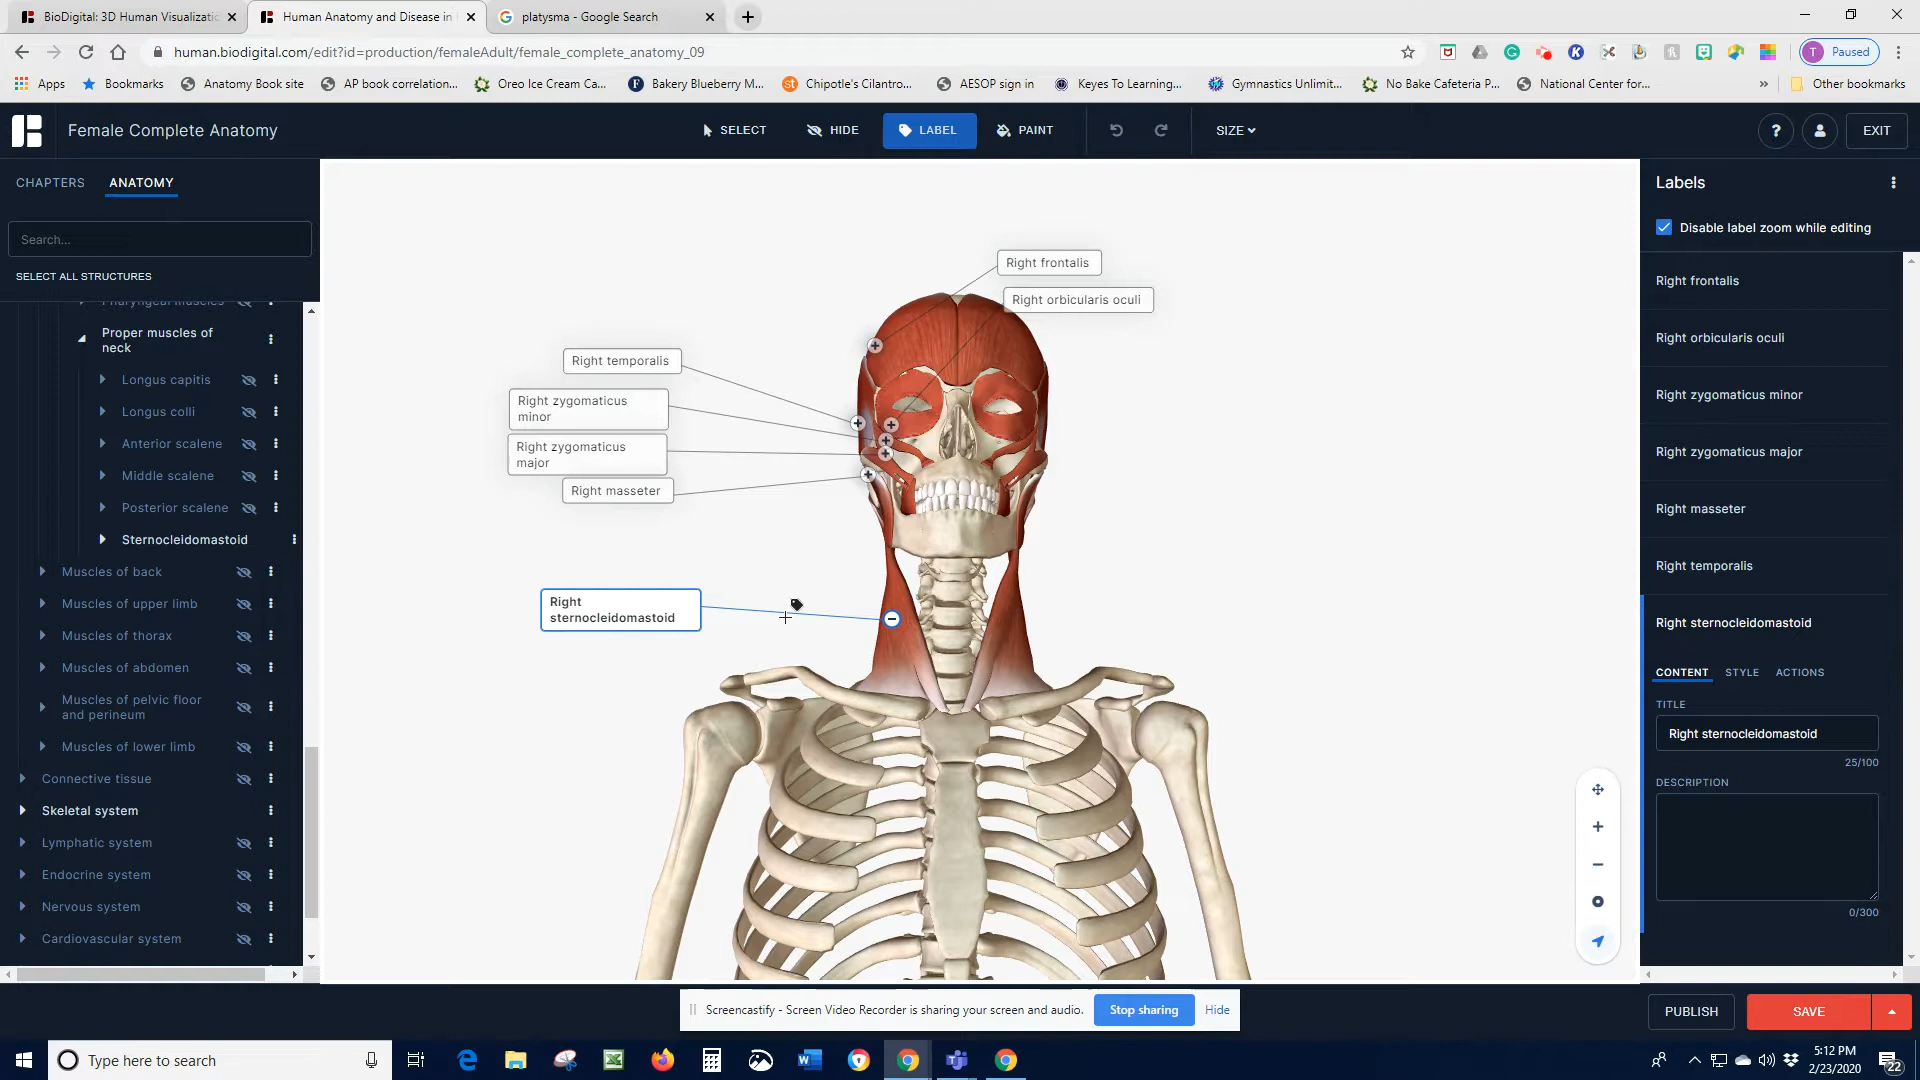 BioDigital: 3D Human Visualizatio
Human Anatomy and Disease in
platysma - Google Search
human.biodigital.com/edit?id=production/femaleAdult/female_complete_anatomy_09
T Paused
Apps
Bookmarks
Anatomy Book site
AP book correlation...
Oreo Ice Cream Ca...
Bakery Blueberry M...
Chipotle's Cilantro...
AESOP sign in
Keyes To Learning...
Gymnastics Unlimit...
No Bake Cafeteria P...
National Center for...
Other bookmarks
Female Complete Anatomy
SELECT
HIDE
LABEL
PAINT
SIZE
EXIT
CHAPTERS
ANATOMY
Search...
SELECT ALL STRUCTURES
Pharyngeal muscles
Proper muscles of
neck
Longus capitis
Longus colli
Anterior scalene
Middle scalene
Posterior scalene
Sternocleidomastoid
Muscles of back
Muscles of upper limb
Muscles of thorax
Muscles of abdomen
Muscles of pelvic floor
and perineum
Muscles of lower limb
Connective tissue
Skeletal system
Lymphatic system
Endocrine system
Nervous system
Cardiovascular system
Right frontalis
Right orbicularis oculi
Right temporalis
Right zygomaticus
minor
Right zygomaticus
major
Right masseter
Right
sternocleidomastoid
Labels
Disable label zoom while editing
Right frontalis
Right orbicularis oculi
Right zygomaticus minor
Right zygomaticus major
Right masseter
Right temporalis
Right sternocleidomastoid
CONTENT
STYLE
ACTIONS
TITLE
Right sternocleidomastoid
25/100
DESCRIPTION
0/300
PUBLISH
SAVE
Screencastify - Screen Video Recorder is sharing your screen and audio.
Stop sharing
Hide
Type here to search
5:12 PM
2/23/2020
22